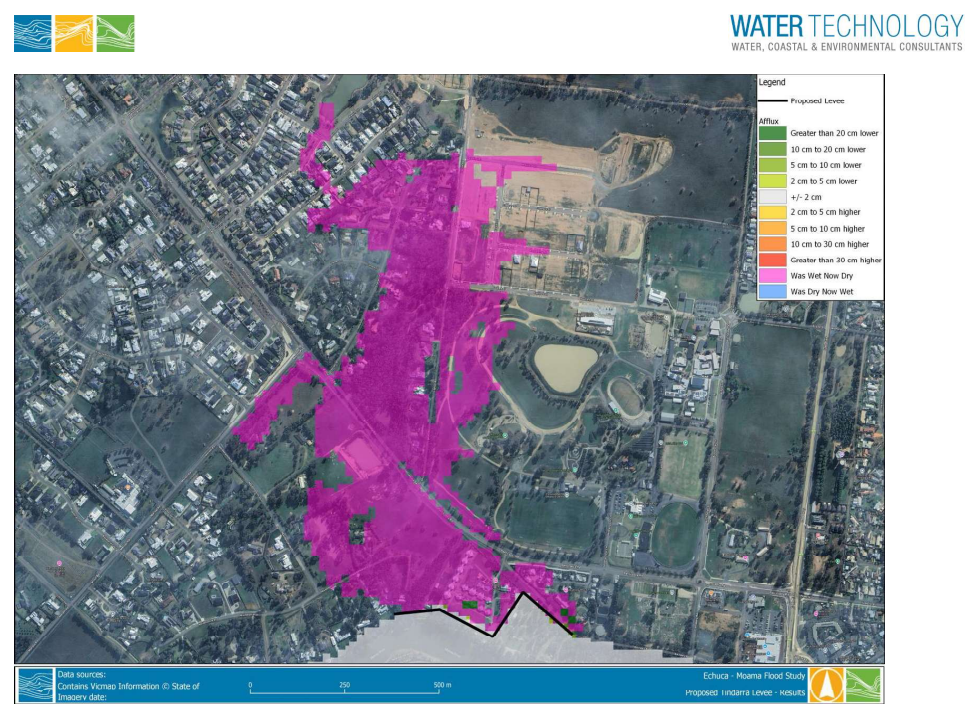 WATER TECHNOLOGY
WATER, COASTAL & ENVIRONMENTAL CONSULTANTS
Legend
Proposed Levee
Afflux
Greater than 20 cm lower
10 cm to 20 cm lower
5 cm to 10 cm lower
2 cm to 5 cm lower
+/- 2 cm
2 cm to 5 cm higher
5 cm to 10 cm higher
10 cm to 30 cm higher
Greater than 30 cm higher
Was Wet Now Dry
Was Dry Now Wet
Data sources:
Contains Vicmap Information © State of
Imagery date:
0 250 500 m
Echuca - Moama Flood Study
Proposed Tindarra Levee - Results